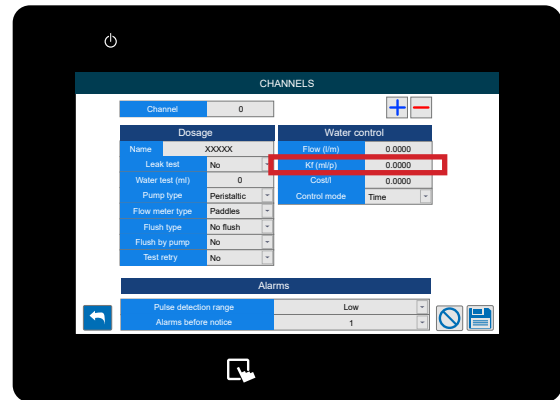 CHANNELS
Channel 0
Dosage
Name XXXXX
Leak test No
Water test (ml) 0
Pump type Peristaltic
Flow meter type Paddles
Flush type No flush
Flush by pump No
Test retry No
Water control
Flow (l/m) 0.0000
Kf (ml/p) 0.0000
Cost/l 0.0000
Control mode Time
Alarms
Pulse detection range Low
Alarms before notice 1